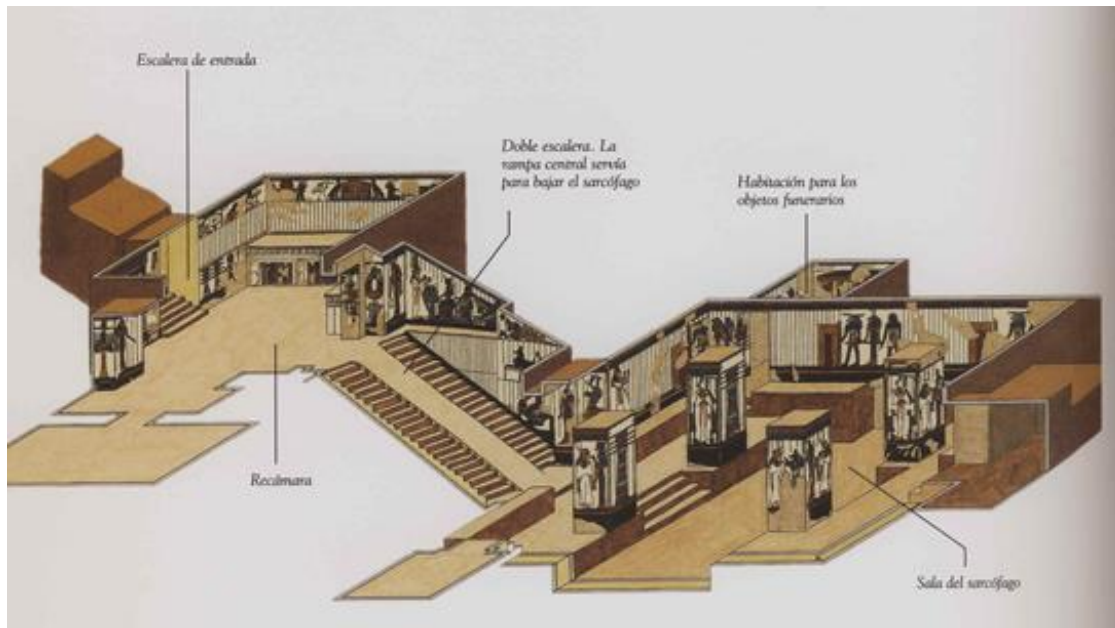 Escalera de entrada
Doble escalera. La
rampa central servía
para bajar el sarcófago
Habitación para los
objetos funerarios
Recámara
Sala del sarcófago